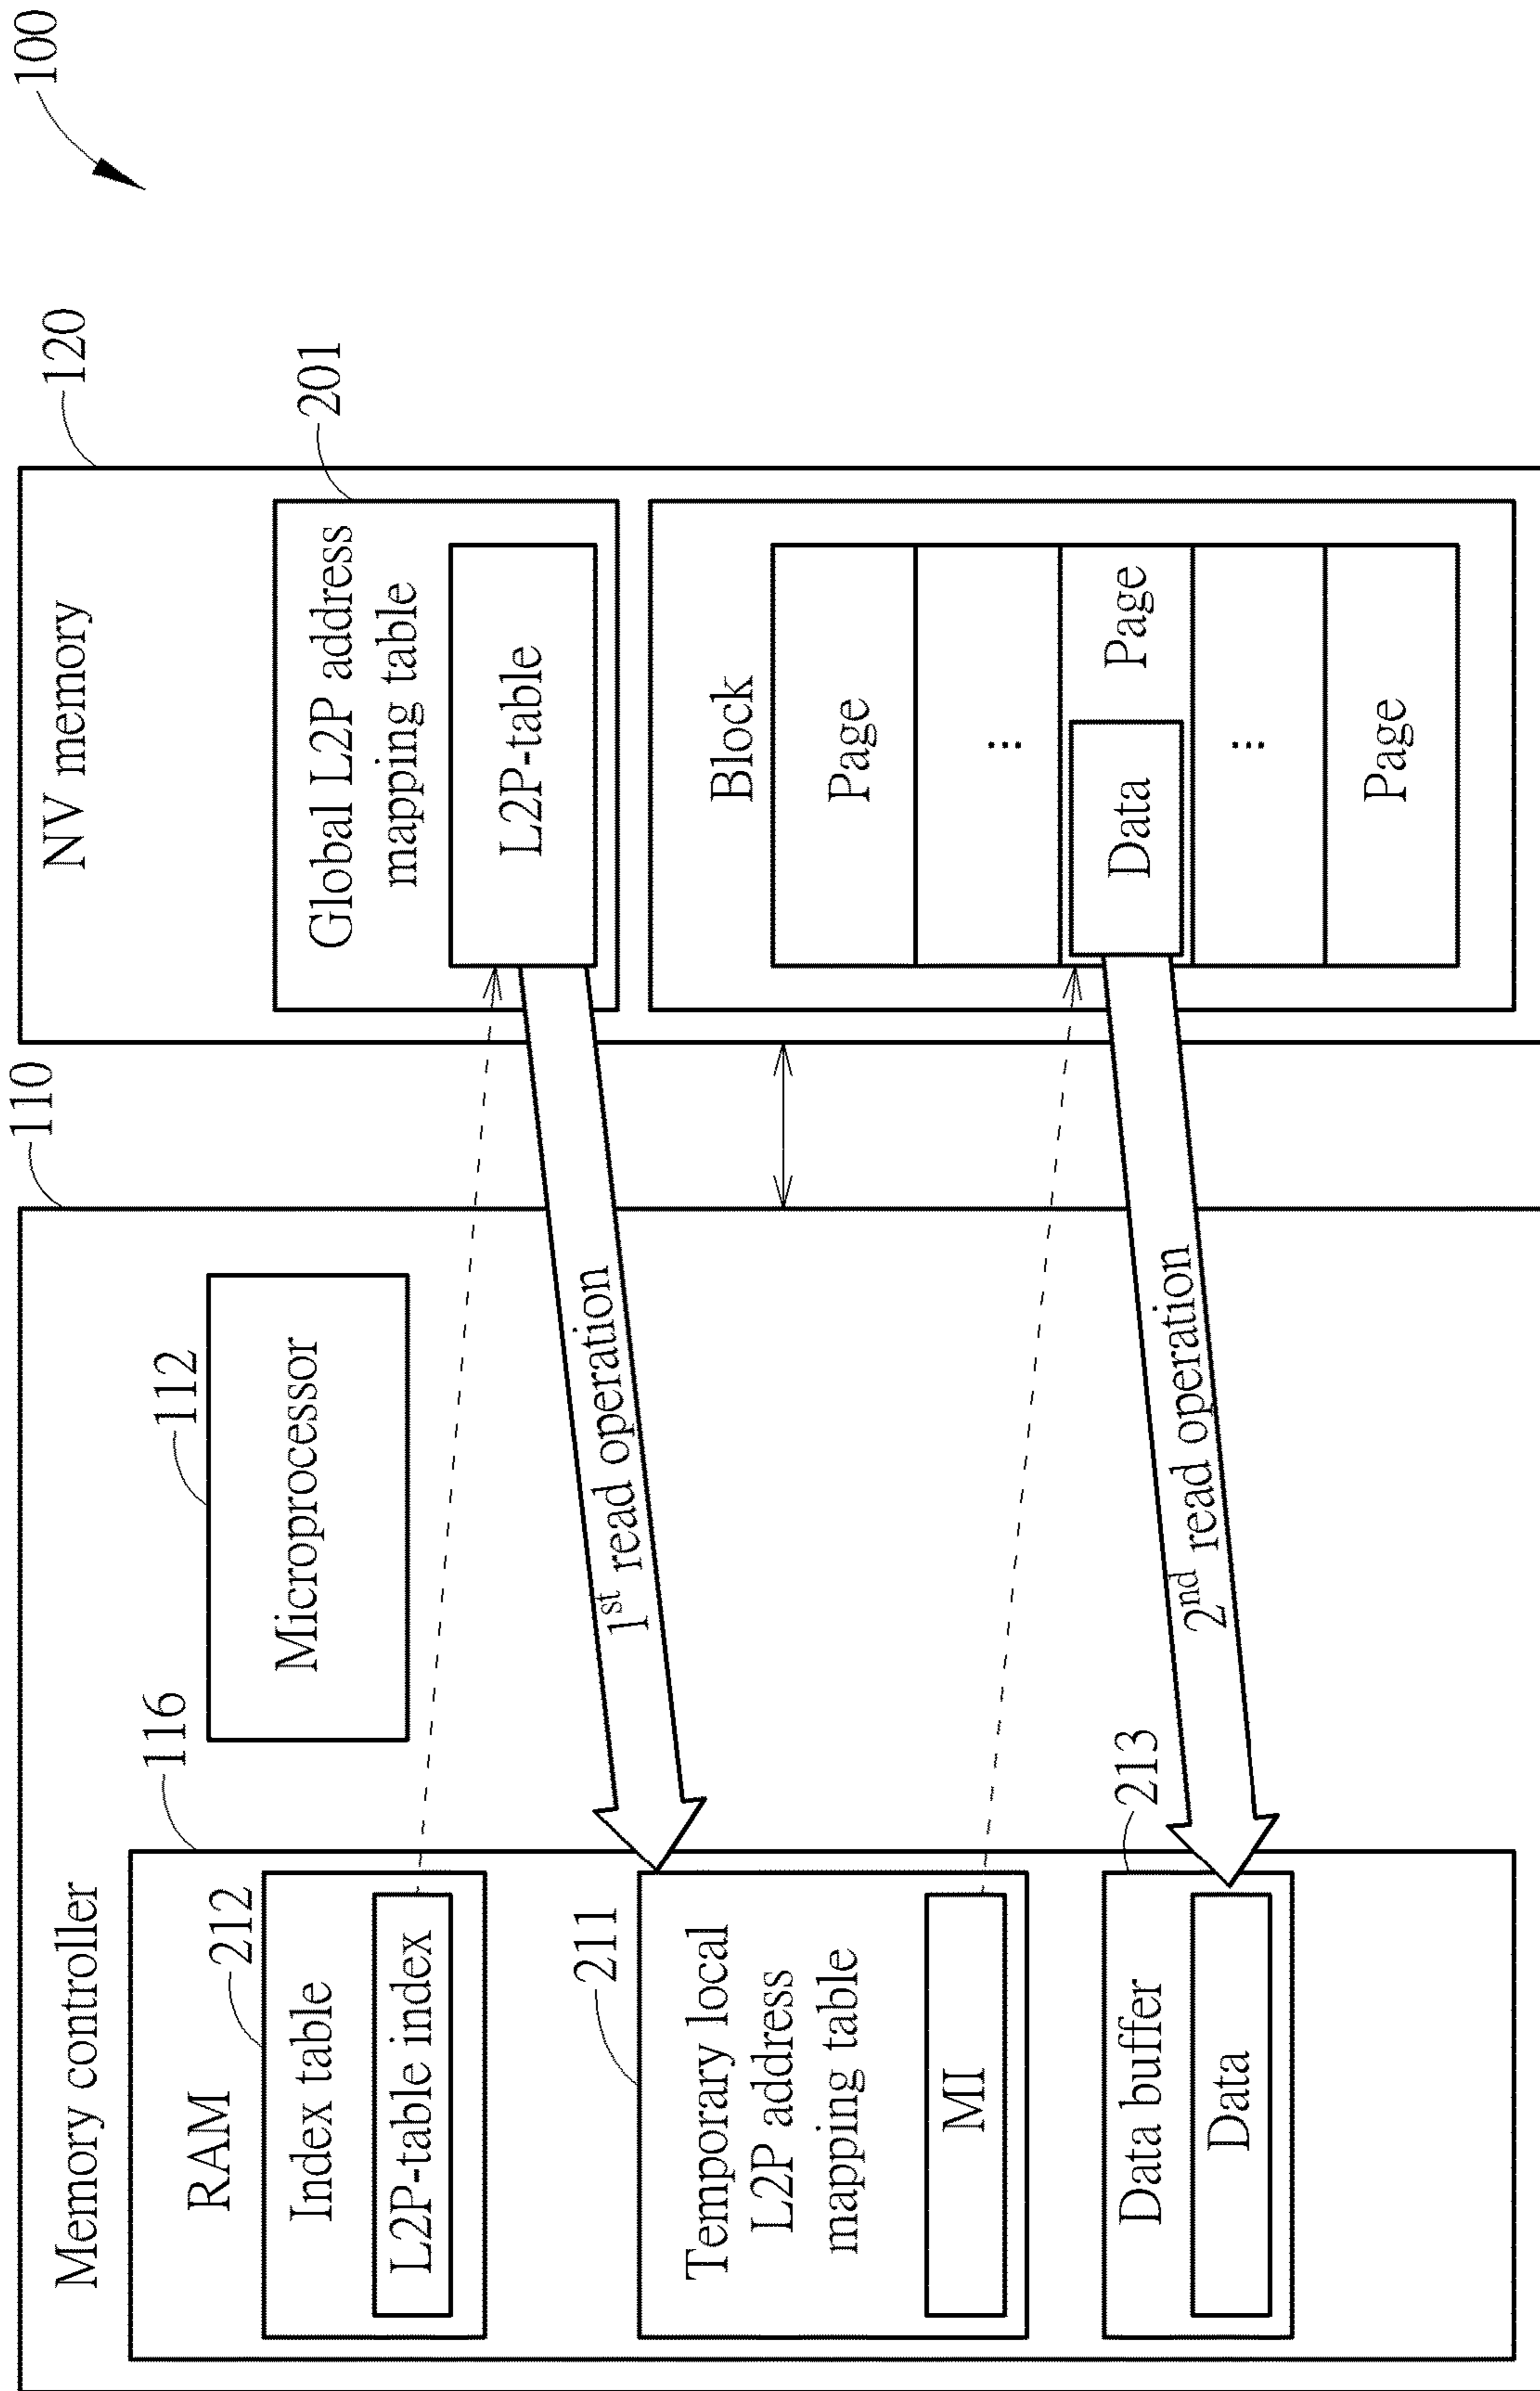 100
Memory controller
110
NV memory
120
RAM
116
Microprocessor
112
Index table
212
L2P-table index
Global L2P address
mapping table
201
L2P-table
1st read operation
Temporary local
L2P address
mapping table
211
MI
Block
Page
⋮
Data
Page
⋮
Page
2nd read operation
Data buffer
213
Data